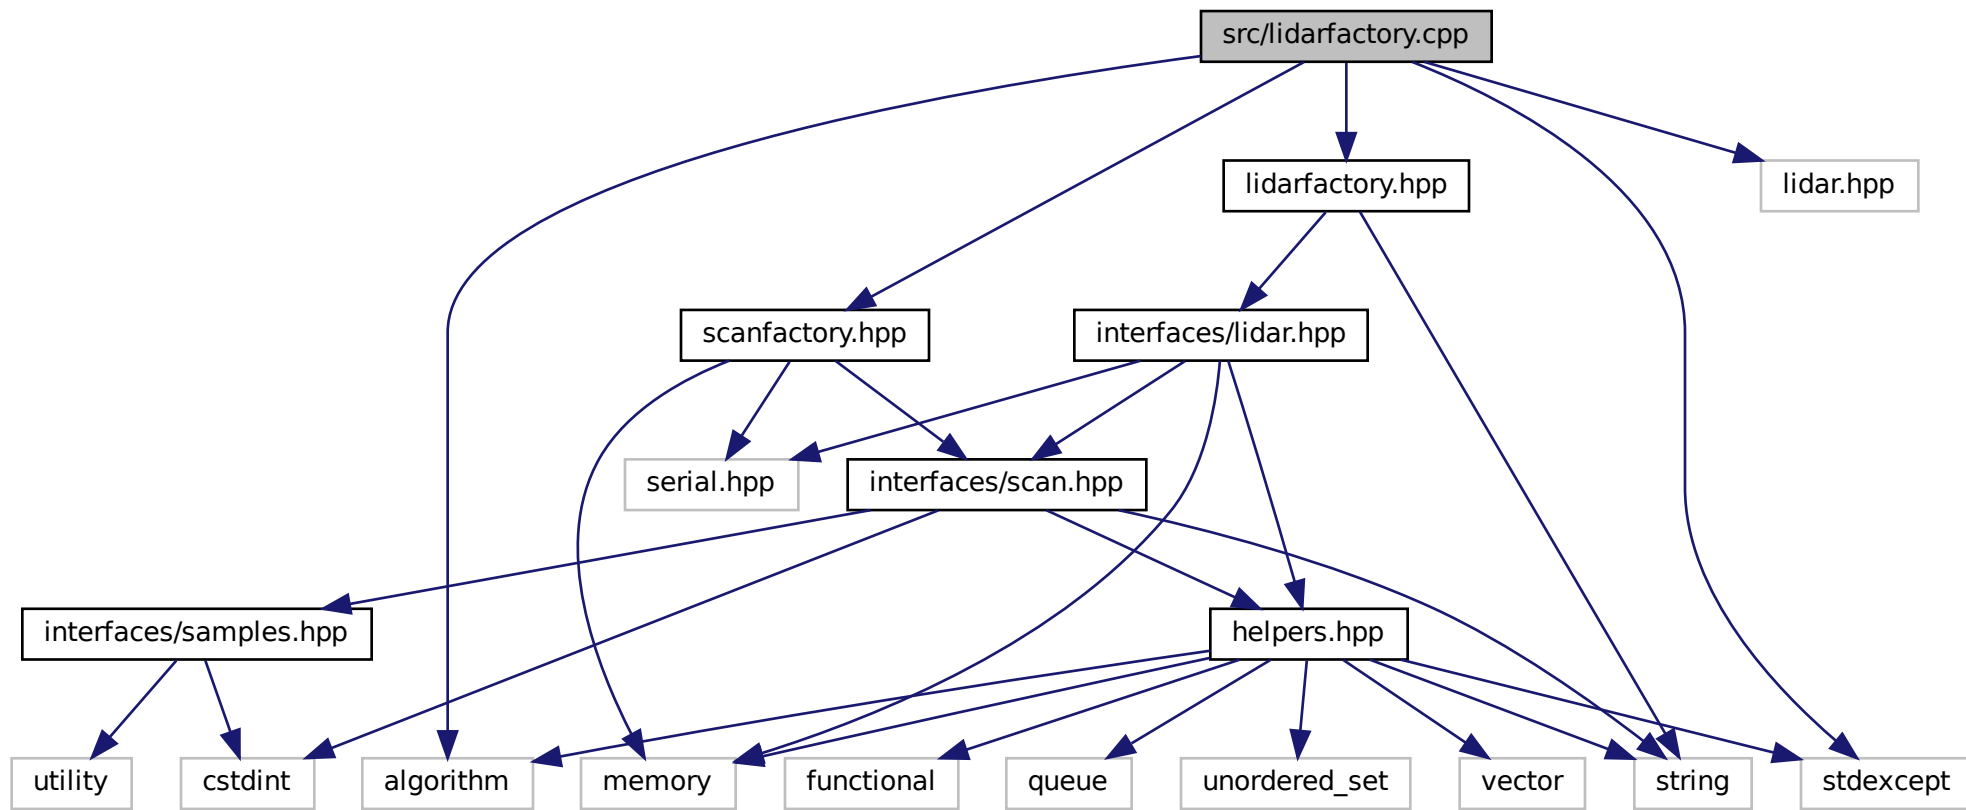 src/lidarfactory.cpp
lidarfactory.hpp
lidar.hpp
scanfactory.hpp
interfaces/lidar.hpp
serial.hpp
interfaces/scan.hpp
interfaces/samples.hpp
helpers.hpp
utility
cstdint
algorithm
memory
functional
queue
unordered_set
vector
string
stdexcept